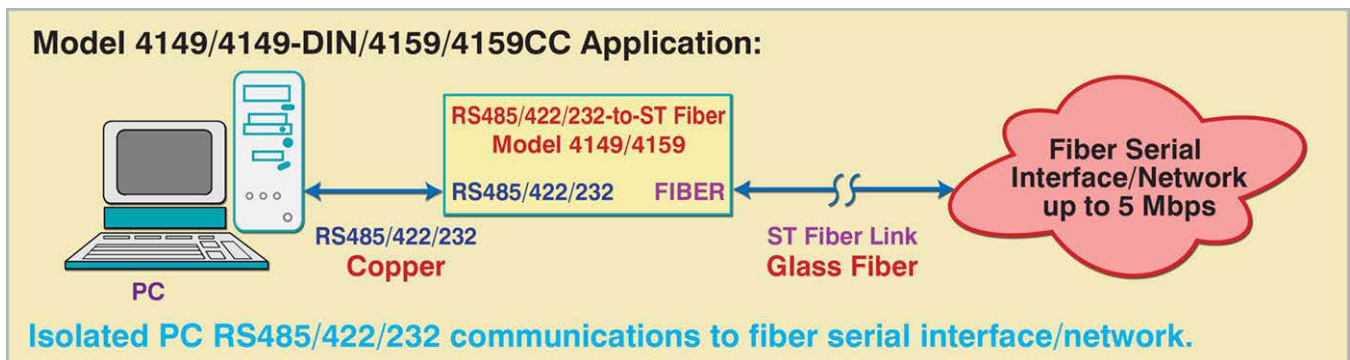 Model 4149/4149-DIN/4159/4159CC Application:
RS485/422/232-to-ST Fiber
Model 4149/4159
RS485/422/232 FIBER
Fiber Serial
Interface/Network
up to 5 Mbps
RS485/422/232
Copper
ST Fiber Link
Glass Fiber
PC
Isolated PC RS485/422/232 communications to fiber serial interface/network.